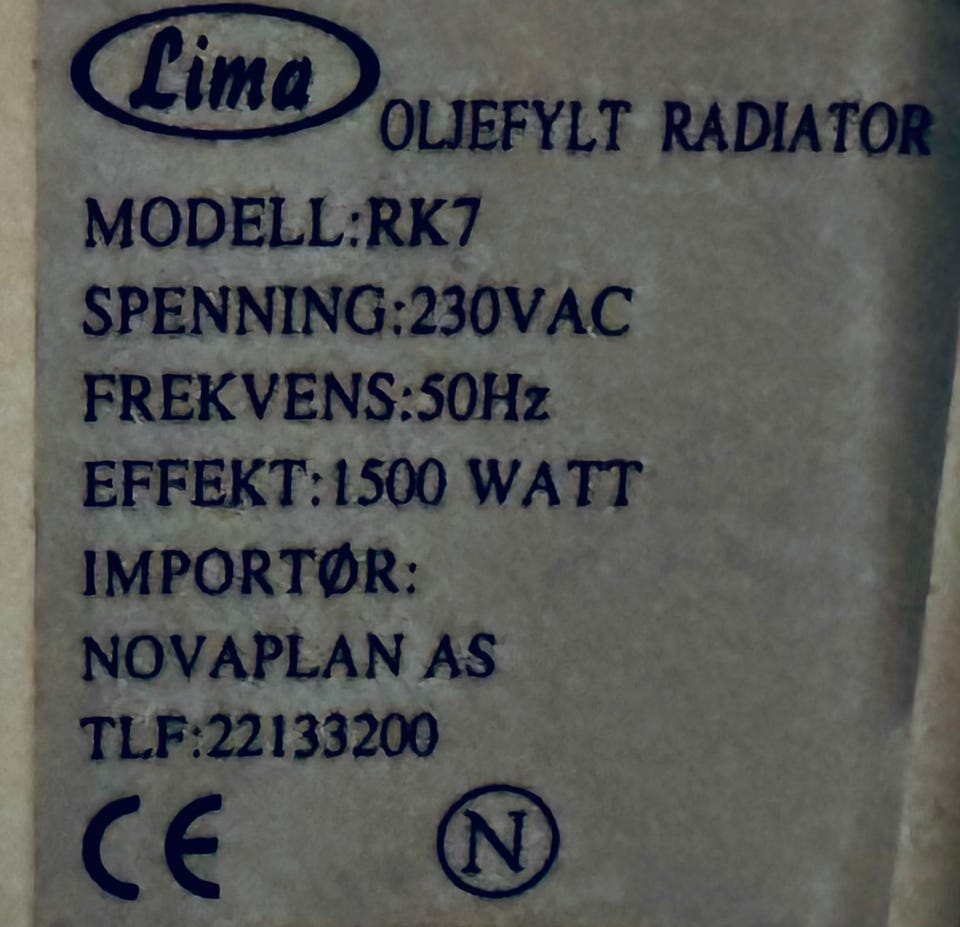 Lima
OLJEFYLT RADIATOR
MODELL:RK7
SPENNING:230VAC
FREKVENS:50Hz
EFFEKT:1500 WATT
IMPORTØR:
NOVAPLAN AS
TLF:22133200
CE N